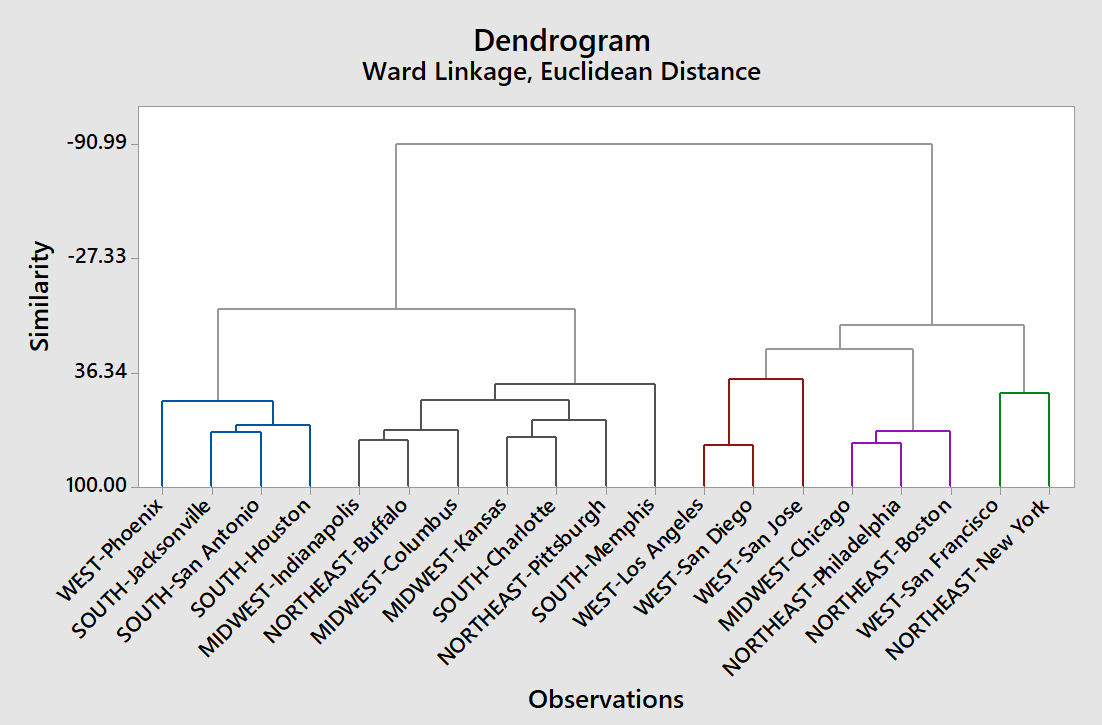 Dendrogram
Ward Linkage, Euclidean Distance
Similarity
-90.99
-27.33
36.34
100.00
WEST-Phoenix
SOUTH-Jacksonville
SOUTH-San Antonio
SOUTH-Houston
MIDWEST-Indianapolis
NORTHEAST-Buffalo
MIDWEST-Columbus
MIDWEST-Kansas
SOUTH-Charlotte
NORTHEAST-Pittsburgh
SOUTH-Memphis
WEST-Los Angeles
WEST-San Diego
WEST-San Jose
MIDWEST-Chicago
NORTHEAST-Philadelphia
NORTHEAST-Boston
WEST-San Francisco
NORTHEAST-New York
Observations